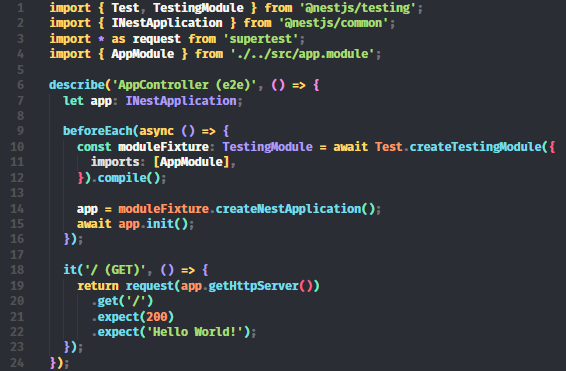 1 import { Test, TestingModule } from '@nestjs/testing';
2 import { INestApplication } from '@nestjs/common';
3 import * as request from 'supertest';
4 import { AppModule } from './../src/app.module';
5
6 describe('AppController (e2e)', () => {
7   let app: INestApplication;
8
9   beforeEach(async () => {
10     const moduleFixture: TestingModule = await Test.createTestingModule({
11       imports: [AppModule],
12     }).compile();
13
14     app = moduleFixture.createNestApplication();
15     await app.init();
16   });
17
18   it('/ (GET)', () => {
19     return request(app.getHttpServer())
20       .get('/')
21       .expect(200)
22       .expect('Hello World!');
23   });
24 });